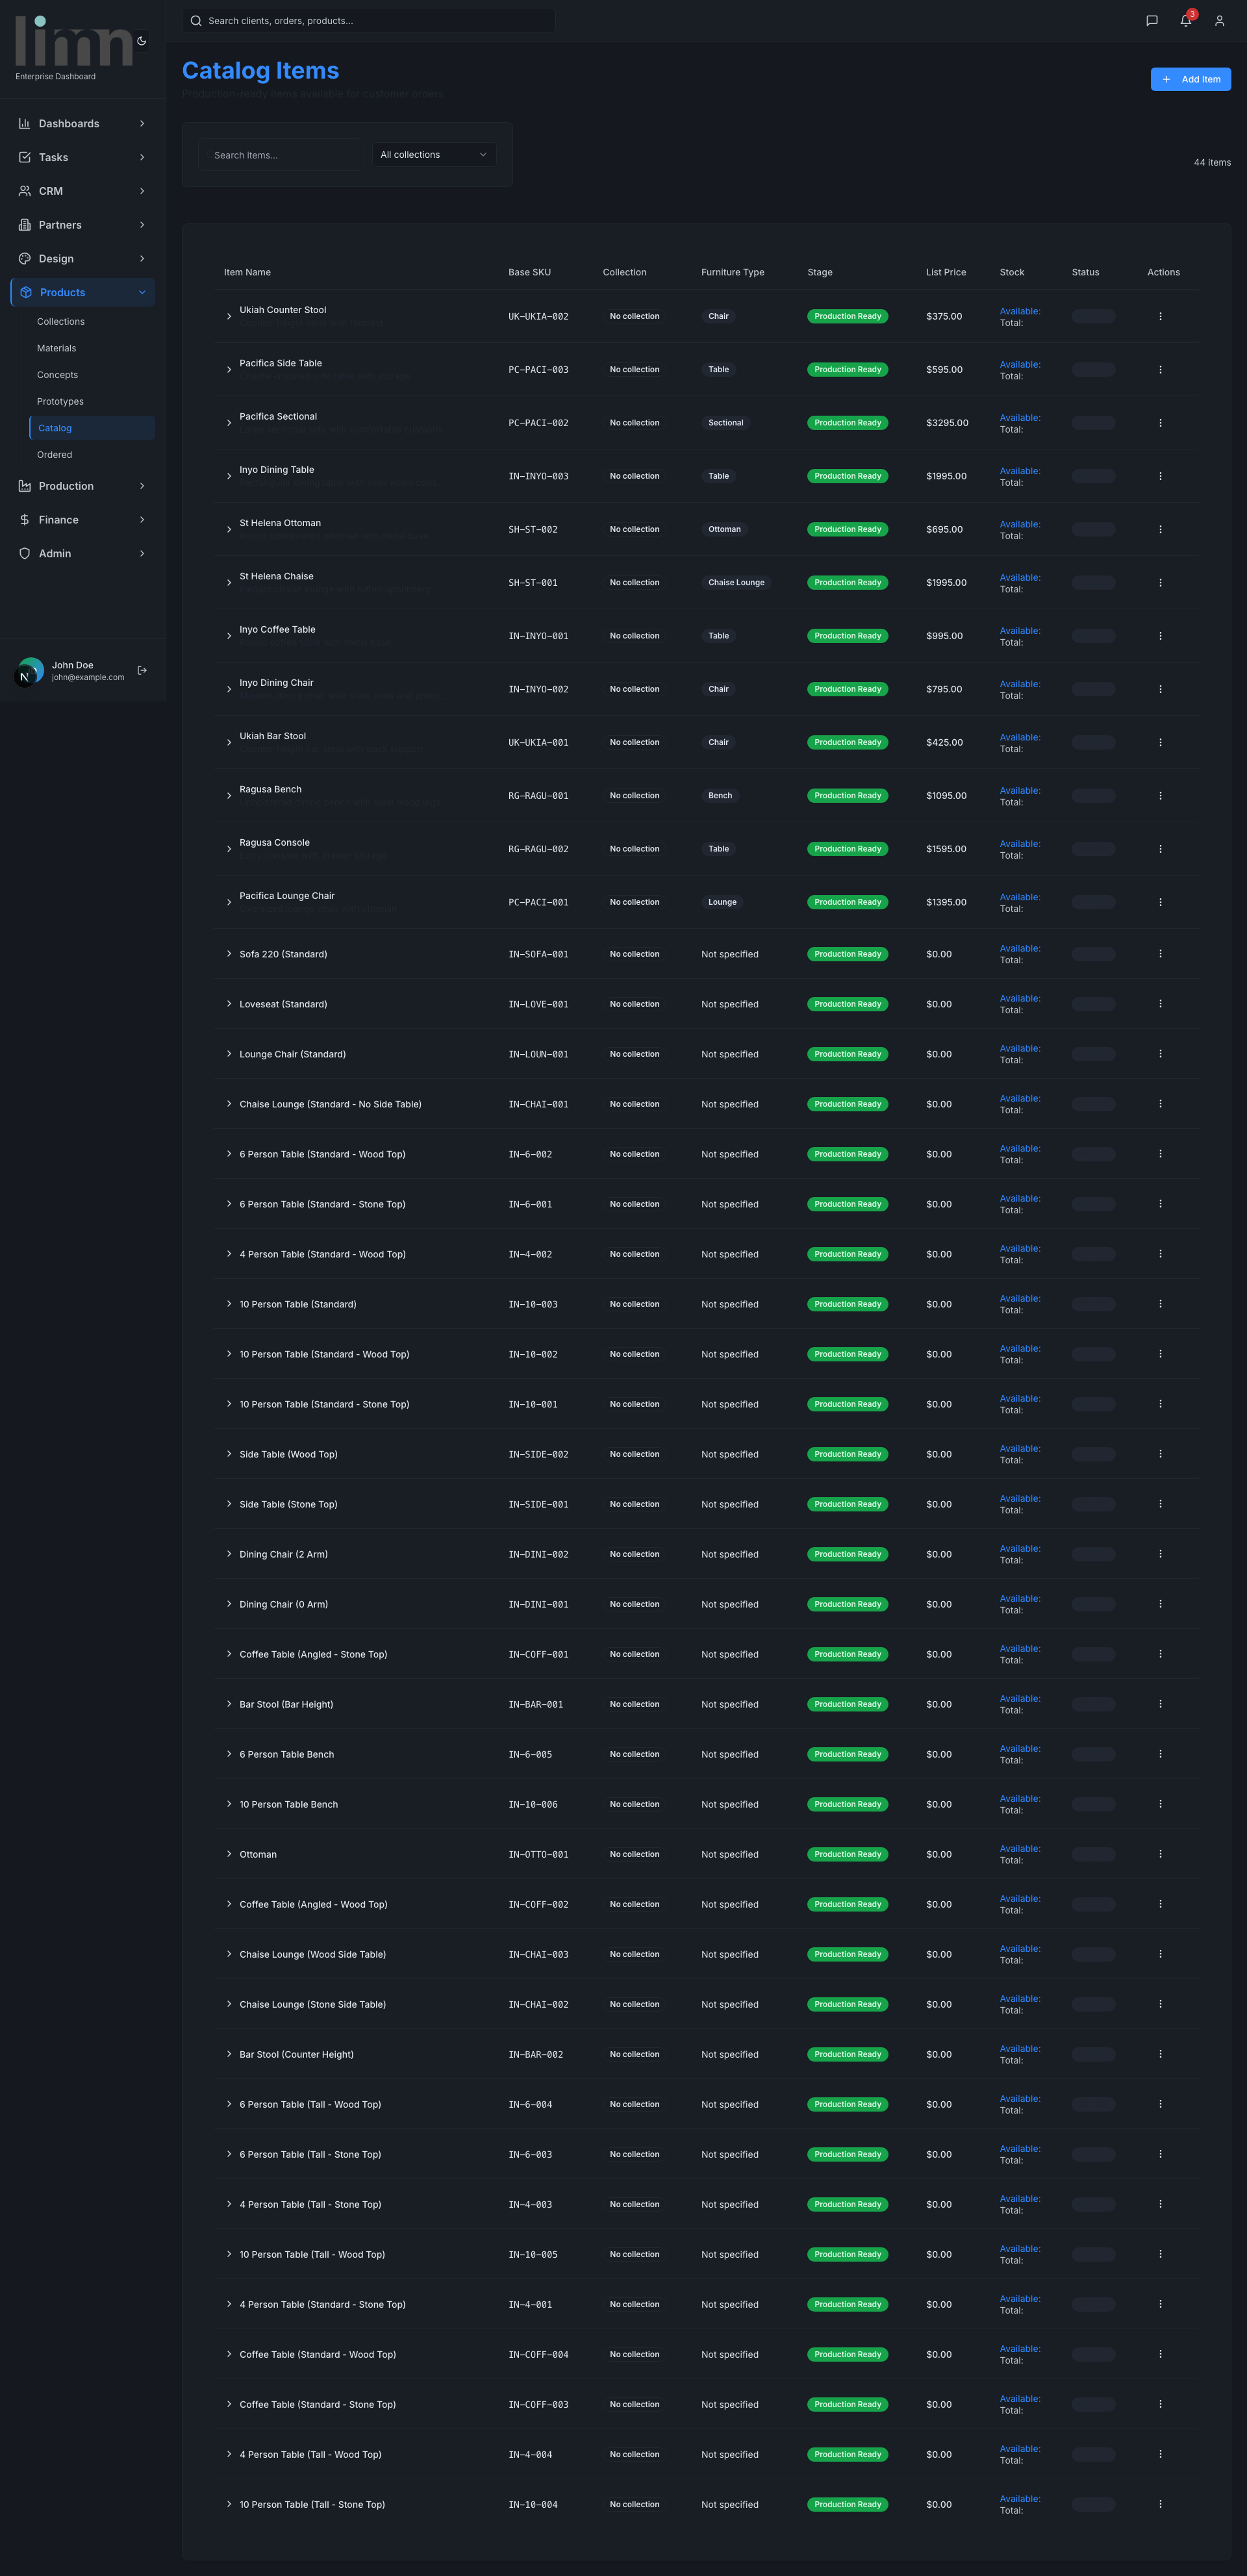 limn
Enterprise Dashboard
Search clients, orders, products...
3
Dashboards
Tasks
CRM
Partners
Design
Products
Collections
Materials
Concepts
Prototypes
Catalog
Ordered
Production
Finance
Admin
N
John Doe
john@example.com
Catalog Items
Production-ready items available for customer orders
Add Item
Search items...
All collections
44 items
Item Name Base SKU Collection Furniture Type Stage List Price Stock Status Actions
Ukiah Counter Stool UK-UKIA-002 No collection Chair Production Ready $375.00 Available: Total:
Pacifica Side Table PC-PACI-003 No collection Table Production Ready $595.00 Available: Total:
Pacifica Sectional PC-PACI-002 No collection Sectional Production Ready $3295.00 Available: Total:
Inyo Dining Table IN-INYO-003 No collection Table Production Ready $1995.00 Available: Total:
St Helena Ottoman SH-ST-002 No collection Ottoman Production Ready $695.00 Available: Total:
St Helena Chaise SH-ST-001 No collection Chaise Lounge Production Ready $1995.00 Available: Total:
Inyo Coffee Table IN-INYO-001 No collection Table Production Ready $995.00 Available: Total:
Inyo Dining Chair IN-INYO-002 No collection Chair Production Ready $795.00 Available: Total:
Ukiah Bar Stool UK-UKIA-001 No collection Chair Production Ready $425.00 Available: Total:
Ragusa Bench RG-RAGU-001 No collection Bench Production Ready $1095.00 Available: Total:
Ragusa Console RG-RAGU-002 No collection Table Production Ready $1595.00 Available: Total:
Pacifica Lounge Chair PC-PACI-001 No collection Lounge Production Ready $1395.00 Available: Total:
Sofa 220 (Standard) IN-SOFA-001 No collection Not specified Production Ready $0.00 Available: Total:
Loveseat (Standard) IN-LOVE-001 No collection Not specified Production Ready $0.00 Available: Total:
Lounge Chair (Standard) IN-LOUN-001 No collection Not specified Production Ready $0.00 Available: Total:
Chaise Lounge (Standard - No Side Table) IN-CHAI-001 No collection Not specified Production Ready $0.00 Available: Total:
6 Person Table (Standard - Wood Top) IN-6-002 No collection Not specified Production Ready $0.00 Available: Total:
6 Person Table (Standard - Stone Top) IN-6-001 No collection Not specified Production Ready $0.00 Available: Total:
4 Person Table (Standard - Wood Top) IN-4-002 No collection Not specified Production Ready $0.00 Available: Total:
10 Person Table (Standard) IN-10-003 No collection Not specified Production Ready $0.00 Available: Total:
10 Person Table (Standard - Wood Top) IN-10-002 No collection Not specified Production Ready $0.00 Available: Total:
10 Person Table (Standard - Stone Top) IN-10-001 No collection Not specified Production Ready $0.00 Available: Total:
Side Table (Wood Top) IN-SIDE-002 No collection Not specified Production Ready $0.00 Available: Total:
Side Table (Stone Top) IN-SIDE-001 No collection Not specified Production Ready $0.00 Available: Total:
Dining Chair (2 Arm) IN-DINI-002 No collection Not specified Production Ready $0.00 Available: Total:
Dining Chair (0 Arm) IN-DINI-001 No collection Not specified Production Ready $0.00 Available: Total:
Coffee Table (Angled - Stone Top) IN-COFF-001 No collection Not specified Production Ready $0.00 Available: Total:
Bar Stool (Bar Height) IN-BAR-001 No collection Not specified Production Ready $0.00 Available: Total:
6 Person Table Bench IN-6-005 No collection Not specified Production Ready $0.00 Available: Total:
10 Person Table Bench IN-10-006 No collection Not specified Production Ready $0.00 Available: Total:
Ottoman IN-OTTO-001 No collection Not specified Production Ready $0.00 Available: Total:
Coffee Table (Angled - Wood Top) IN-COFF-002 No collection Not specified Production Ready $0.00 Available: Total:
Chaise Lounge (Wood Side Table) IN-CHAI-003 No collection Not specified Production Ready $0.00 Available: Total:
Chaise Lounge (Stone Side Table) IN-CHAI-002 No collection Not specified Production Ready $0.00 Available: Total:
Bar Stool (Counter Height) IN-BAR-002 No collection Not specified Production Ready $0.00 Available: Total:
6 Person Table (Tall - Wood Top) IN-6-004 No collection Not specified Production Ready $0.00 Available: Total:
6 Person Table (Tall - Stone Top) IN-6-003 No collection Not specified Production Ready $0.00 Available: Total:
4 Person Table (Tall - Stone Top) IN-4-003 No collection Not specified Production Ready $0.00 Available: Total:
10 Person Table (Tall - Wood Top) IN-10-005 No collection Not specified Production Ready $0.00 Available: Total:
4 Person Table (Standard - Stone Top) IN-4-001 No collection Not specified Production Ready $0.00 Available: Total:
Coffee Table (Standard - Wood Top) IN-COFF-004 No collection Not specified Production Ready $0.00 Available: Total:
Coffee Table (Standard - Stone Top) IN-COFF-003 No collection Not specified Production Ready $0.00 Available: Total:
4 Person Table (Tall - Wood Top) IN-4-004 No collection Not specified Production Ready $0.00 Available: Total:
10 Person Table (Tall - Stone Top) IN-10-004 No collection Not specified Production Ready $0.00 Available: Total: